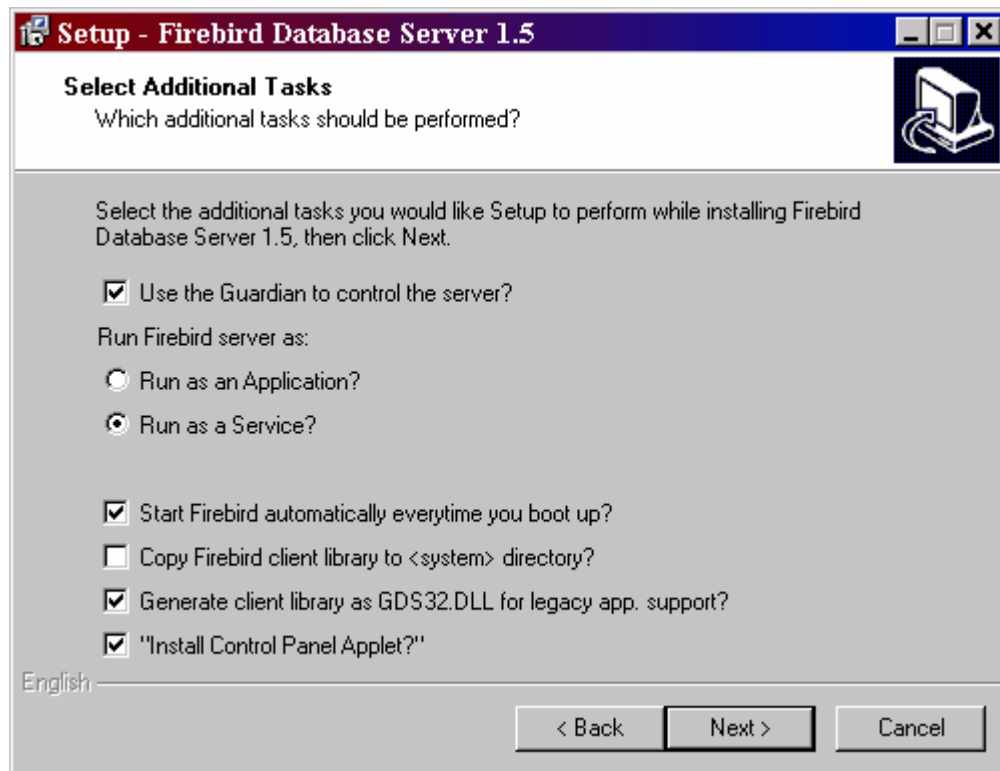 Setup - Firebird Database Server 1.5
Select Additional Tasks
Which additional tasks should be performed?
Select the additional tasks you would like Setup to perform while installing Firebird
Database Server 1.5, then click Next.
Use the Guardian to control the server?
Run Firebird server as:
Run as an Application?
Run as a Service?
Start Firebird automatically everytime you boot up?
Copy Firebird client library to <system> directory?
Generate client library as GDS32.DLL for legacy app. support?
"Install Control Panel Applet?"
English
< Back Next > Cancel